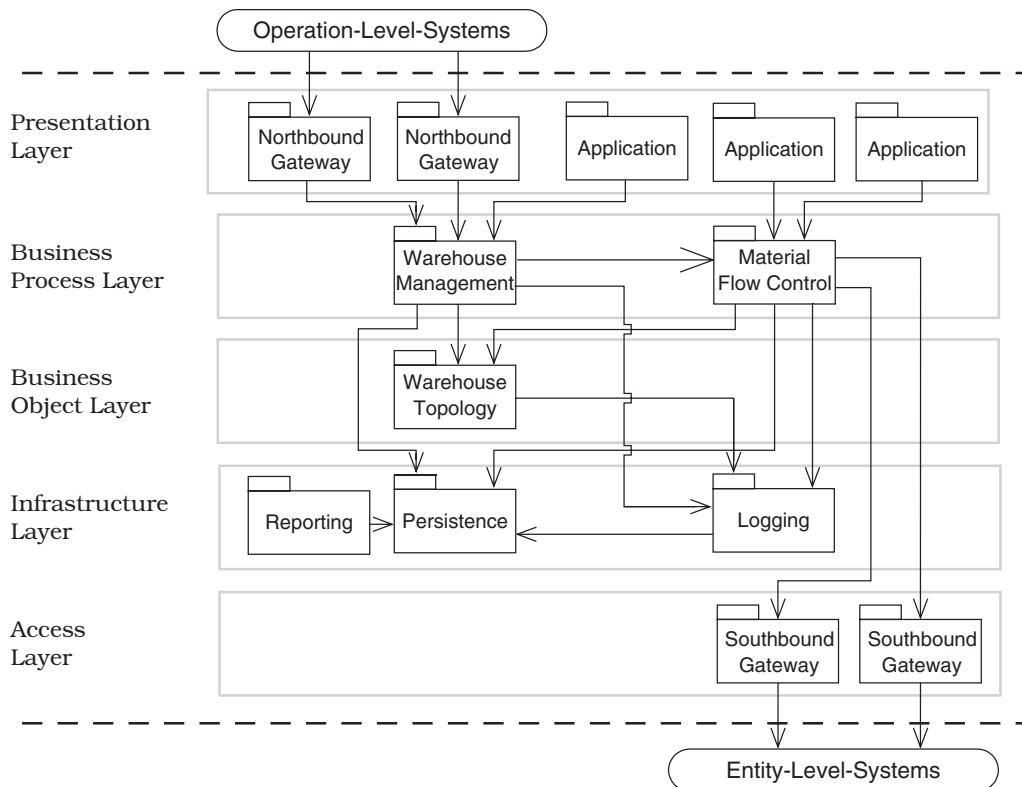 Operation-Level-Systems
Presentation
Layer
Northbound
Gateway
Northbound
Gateway
Application
Application
Application
Business
Process Layer
Warehouse
Management
Material
Flow Control
Business
Object Layer
Warehouse
Topology
Infrastructure
Layer
Reporting
Persistence
Logging
Access
Layer
Southbound
Gateway
Southbound
Gateway
Entity-Level-Systems